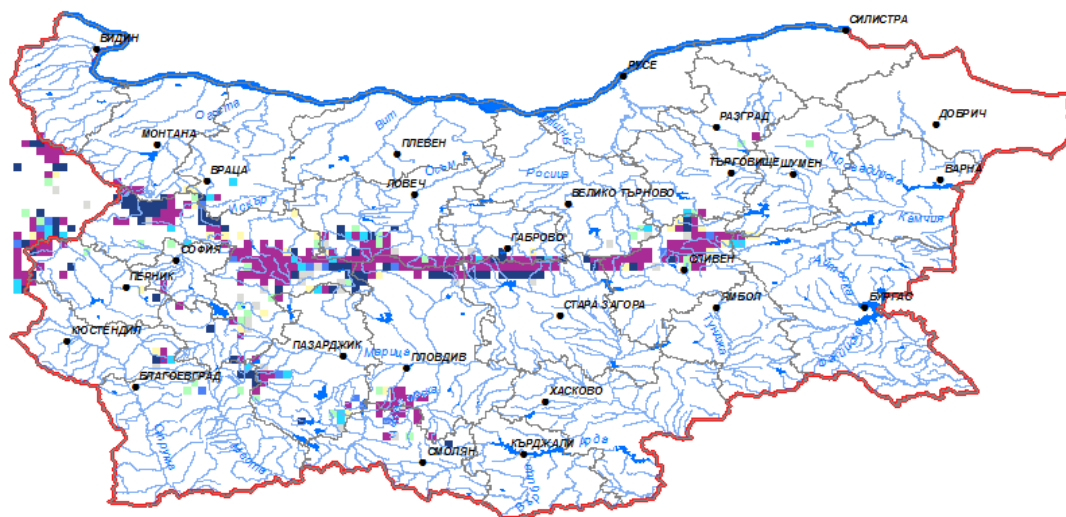 СИЛИСТРА
ВИДИН
РУСЕ
Огоста
Вит
ДОБРИЧ
РАЗГРАД
МОНТАНА
ПЛЕВЕН
Осъм
ТЪРГОВИЩЕ
ШУМЕН
ВРАЦА
Росица
ВАРНА
ЛОВЕЧ
ВЕЛИКО ТЪРНОВО
Искър
Камчия
ГАБРОВО
СОФИЯ
СЛИВЕН
ПЕРНИК
СТАРА ЗАГОРА
ЯМБОЛ
БУРГАС
Тунджа
КЮСТЕНДИЛ
ПАЗАРДЖИК
Марица
ПЛОВДИВ
БЛАГОЕВГРАД
ХАСКОВО
Струма
Места
КЪРДЖАЛИ
СМОЛЯН